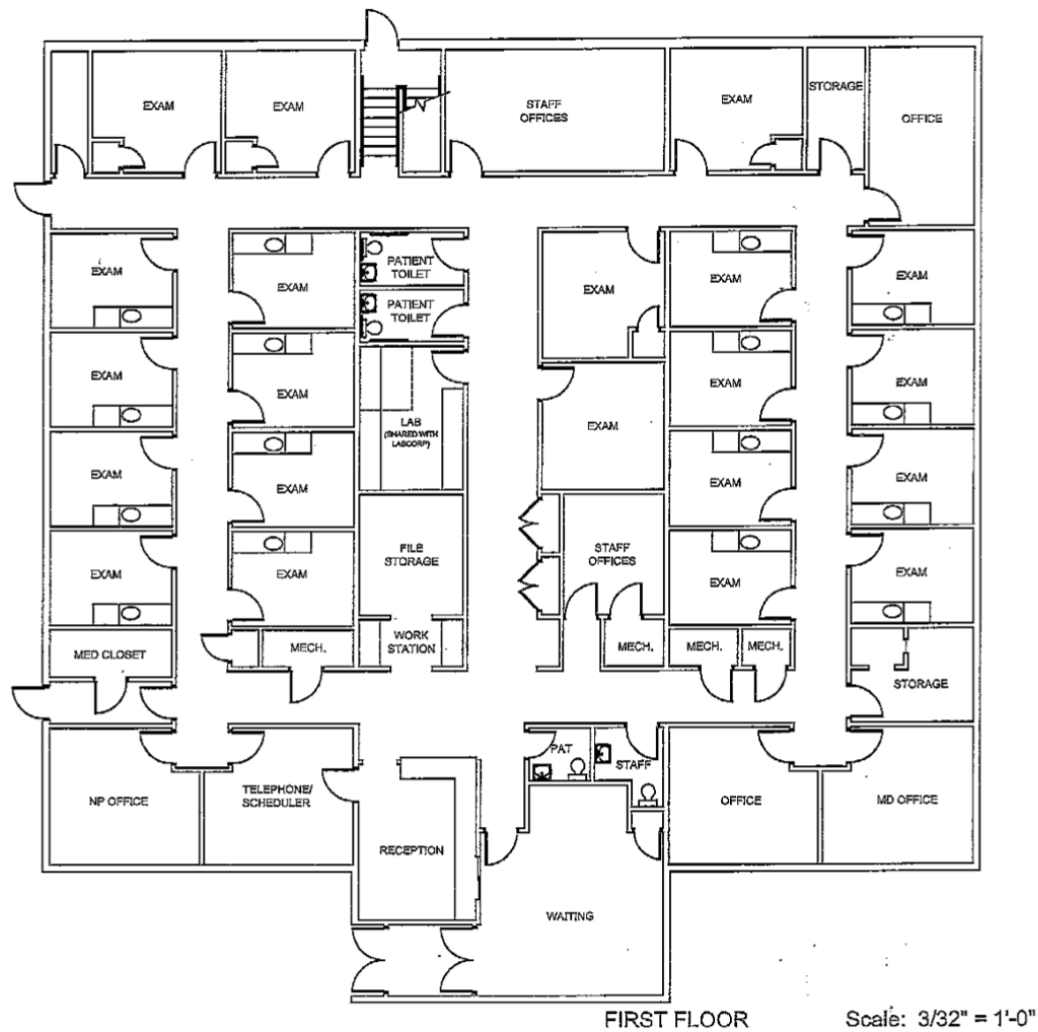 EXAM
EXAM
STAFF
OFFICES
EXAM
STORAGE
OFFICE
EXAM
EXAM
PATIENT
TOILET
EXAM
EXAM
EXAM
PATIENT
TOILET
EXAM
EXAM
LAB
(SHARED WITH
LABCORP)
EXAM
EXAM
EXAM
EXAM
EXAM
EXAM
EXAM
EXAM
EXAM
FILE
STORAGE
STAFF
OFFICES
EXAM
EXAM
MED CLOSET
MECH.
WORK
STATION
MECH.
MECH.
MECH.
STORAGE
NP OFFICE
TELEPHONE/
SCHEDULER
PAT
STAFF
OFFICE
MD OFFICE
RECEPTION
WAITING
FIRST FLOOR
Scale: 3/32" = 1'-0"